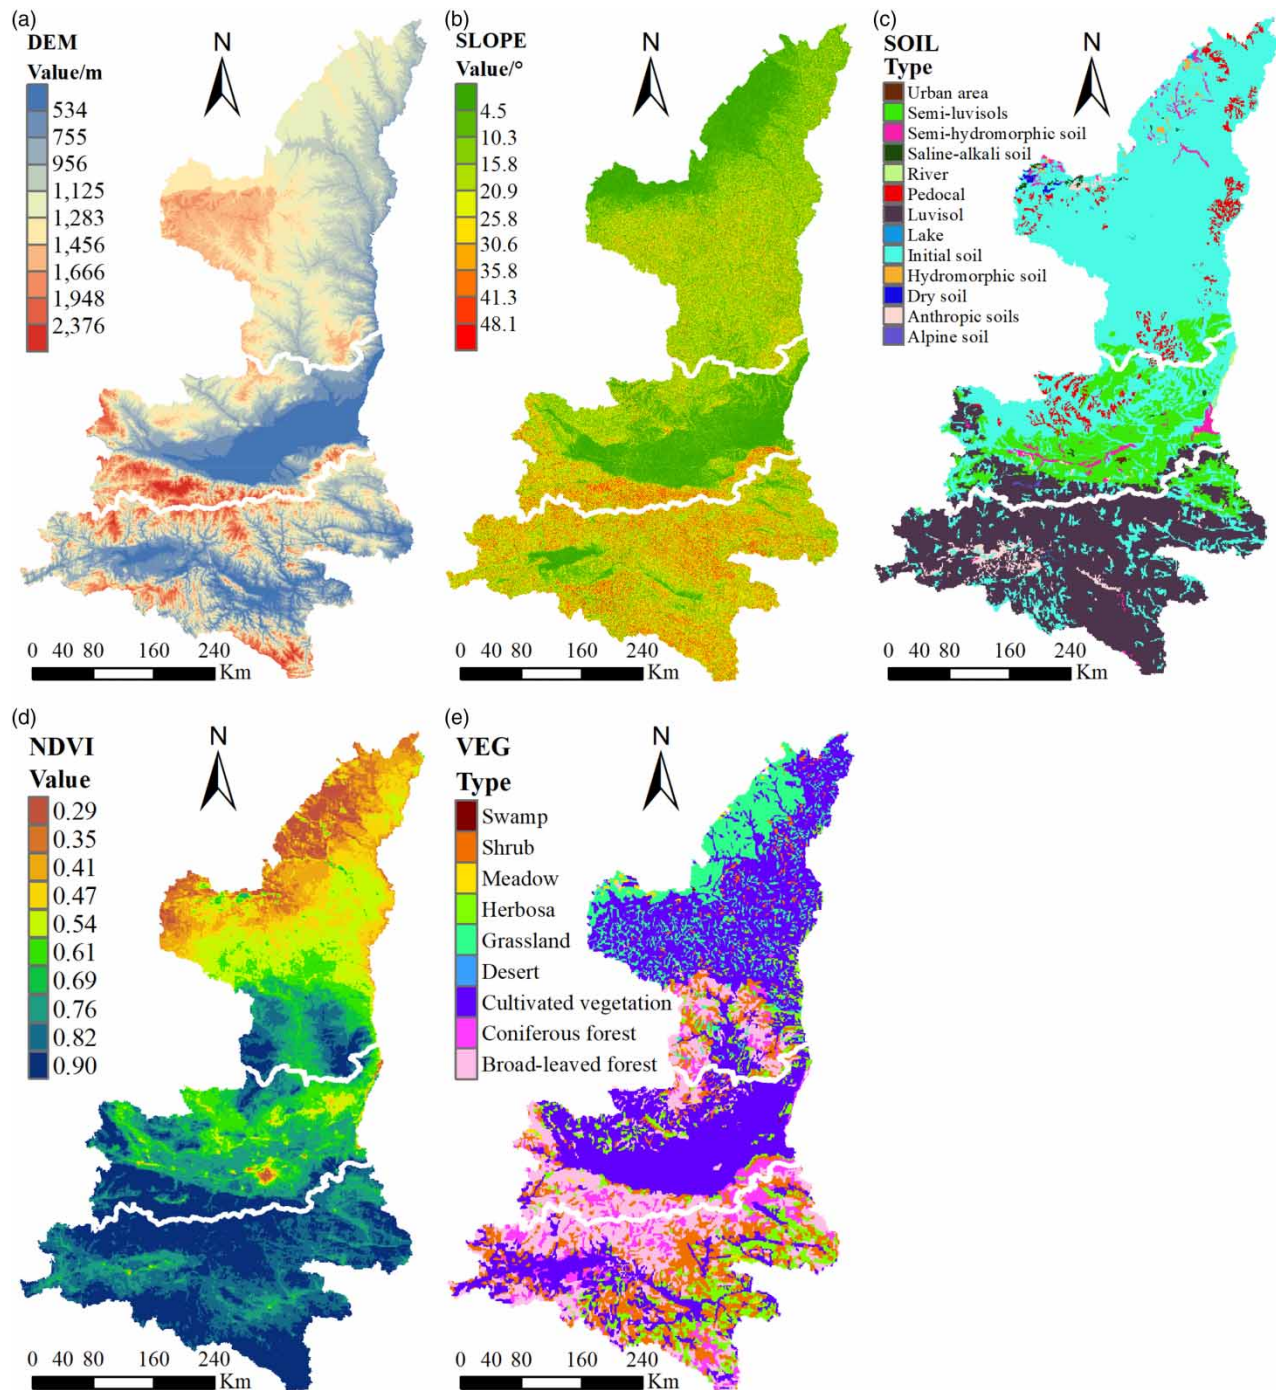 (a)
N
DEM
Value/m
534
755
956
1,125
1,283
1,456
1,666
1,948
2,376
0 40 80 160 240
Km
(b)
N
SLOPE
Value/°
4.5
10.3
15.8
20.9
25.8
30.6
35.8
41.3
48.1
0 40 80 160 240
Km
(c)
N
SOIL
Type
Urban area
Semi-luvisols
Semi-hydromorphic soil
Saline-alkali soil
River
Pedocal
Luvisol
Lake
Initial soil
Hydromorphic soil
Dry soil
Anthropic soils
Alpine soil
0 40 80 160 240
Km
(d)
N
NDVI
Value
0.29
0.35
0.41
0.47
0.54
0.61
0.69
0.76
0.82
0.90
0 40 80 160 240
Km
(e)
N
VEG
Type
Swamp
Shrub
Meadow
Herbosa
Grassland
Desert
Cultivated vegetation
Coniferous forest
Broad-leaved forest
0 40 80 160 240
Km